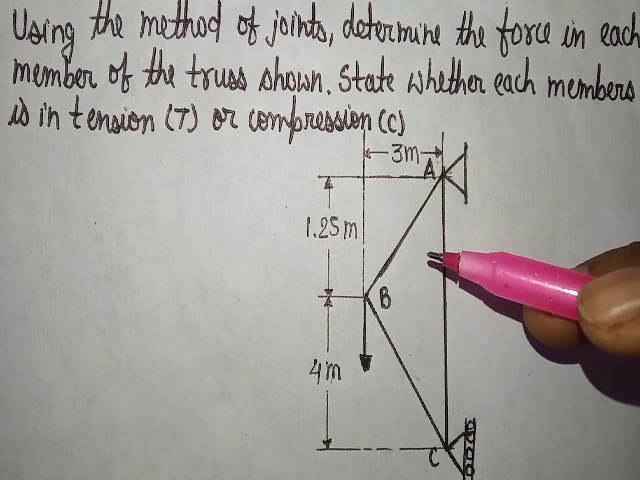 Using the method of joints, determine the force in each
member of the truss shown. State whether each members
is in tension (T) or compression (C)
3m
A
1.25m
B
4m
C